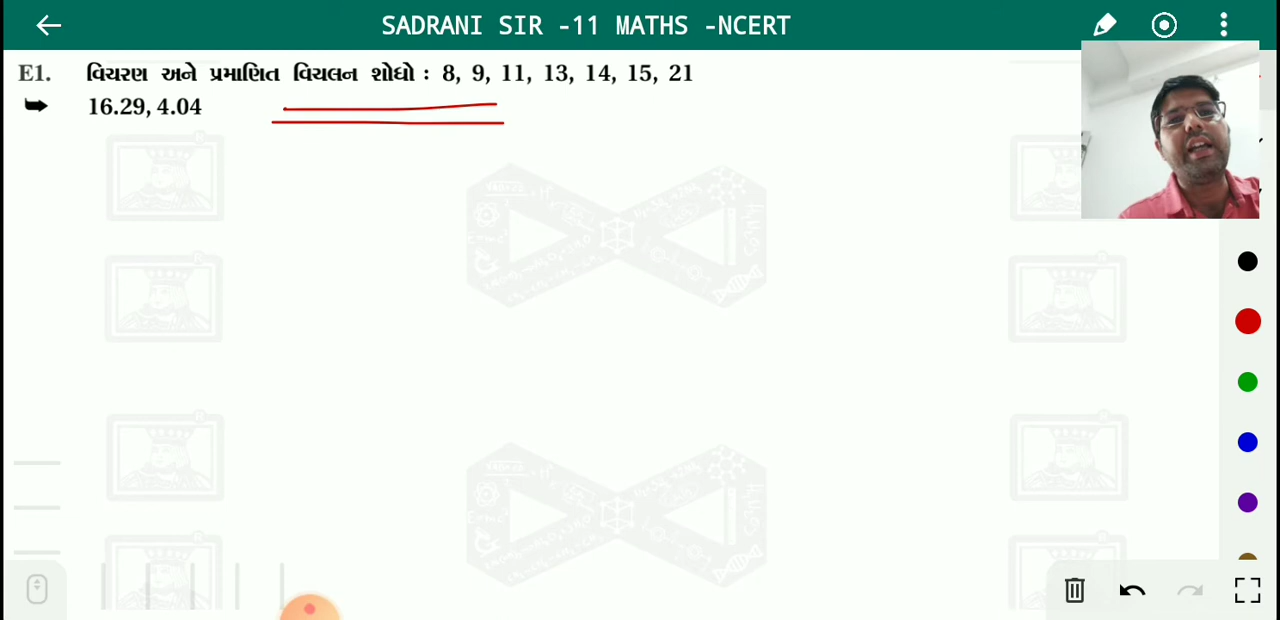 SADRANI SIR -11 MATHS -NCERT
E1. વિચરણ અને પ્રમાણિત વિચલન શોધો : 8, 9, 11, 13, 14, 15, 21
➥ 16.29, 4.04